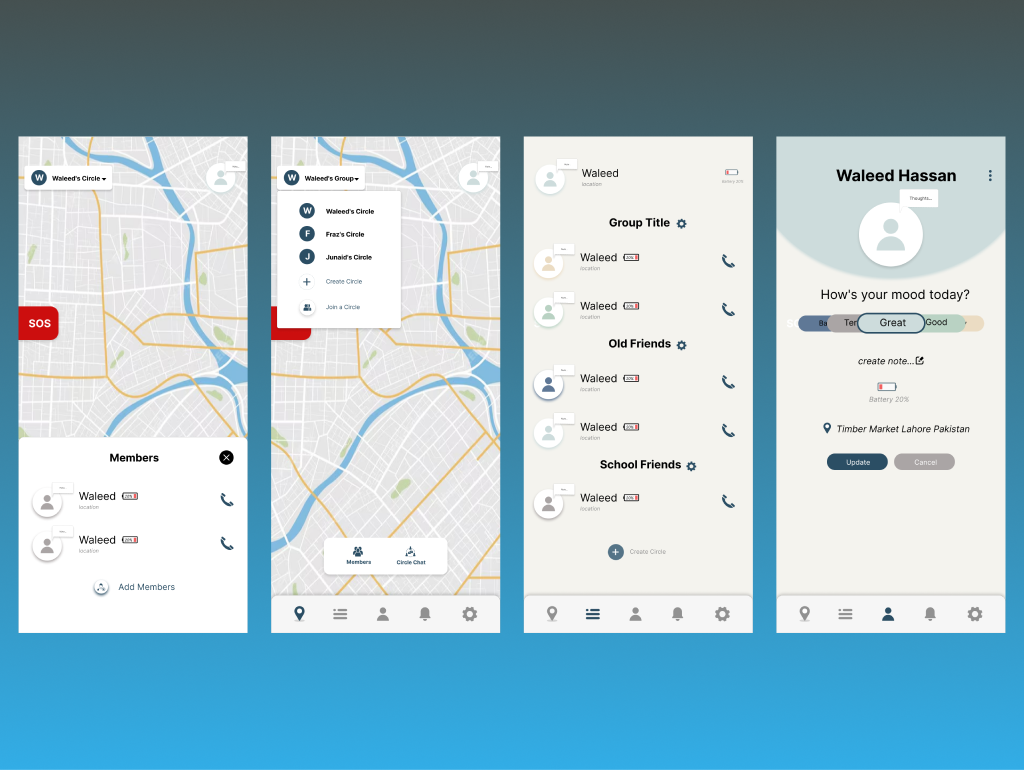 W Waleed's Circle
SOS
Members
Waleed 20%
location
Waleed 20%
location
Add Members
W Waleed's Group
W Waleed's Circle
F Fraz's Circle
J Junaid's Circle
Create Circle
Join a Circle
Members
Circle Chat
Waleed
location
Battery 20%
Group Title
Waleed 20%
location
Waleed 20%
location
Old Friends
Waleed 20%
location
Waleed 20%
location
School Friends
Waleed 20%
location
Create Circle
Waleed Hassan
Thoughts...
How's your mood today?
Ba Ter Great Good
create note...
Battery 20%
Timber Market Lahore Pakistan
Update
Cancel